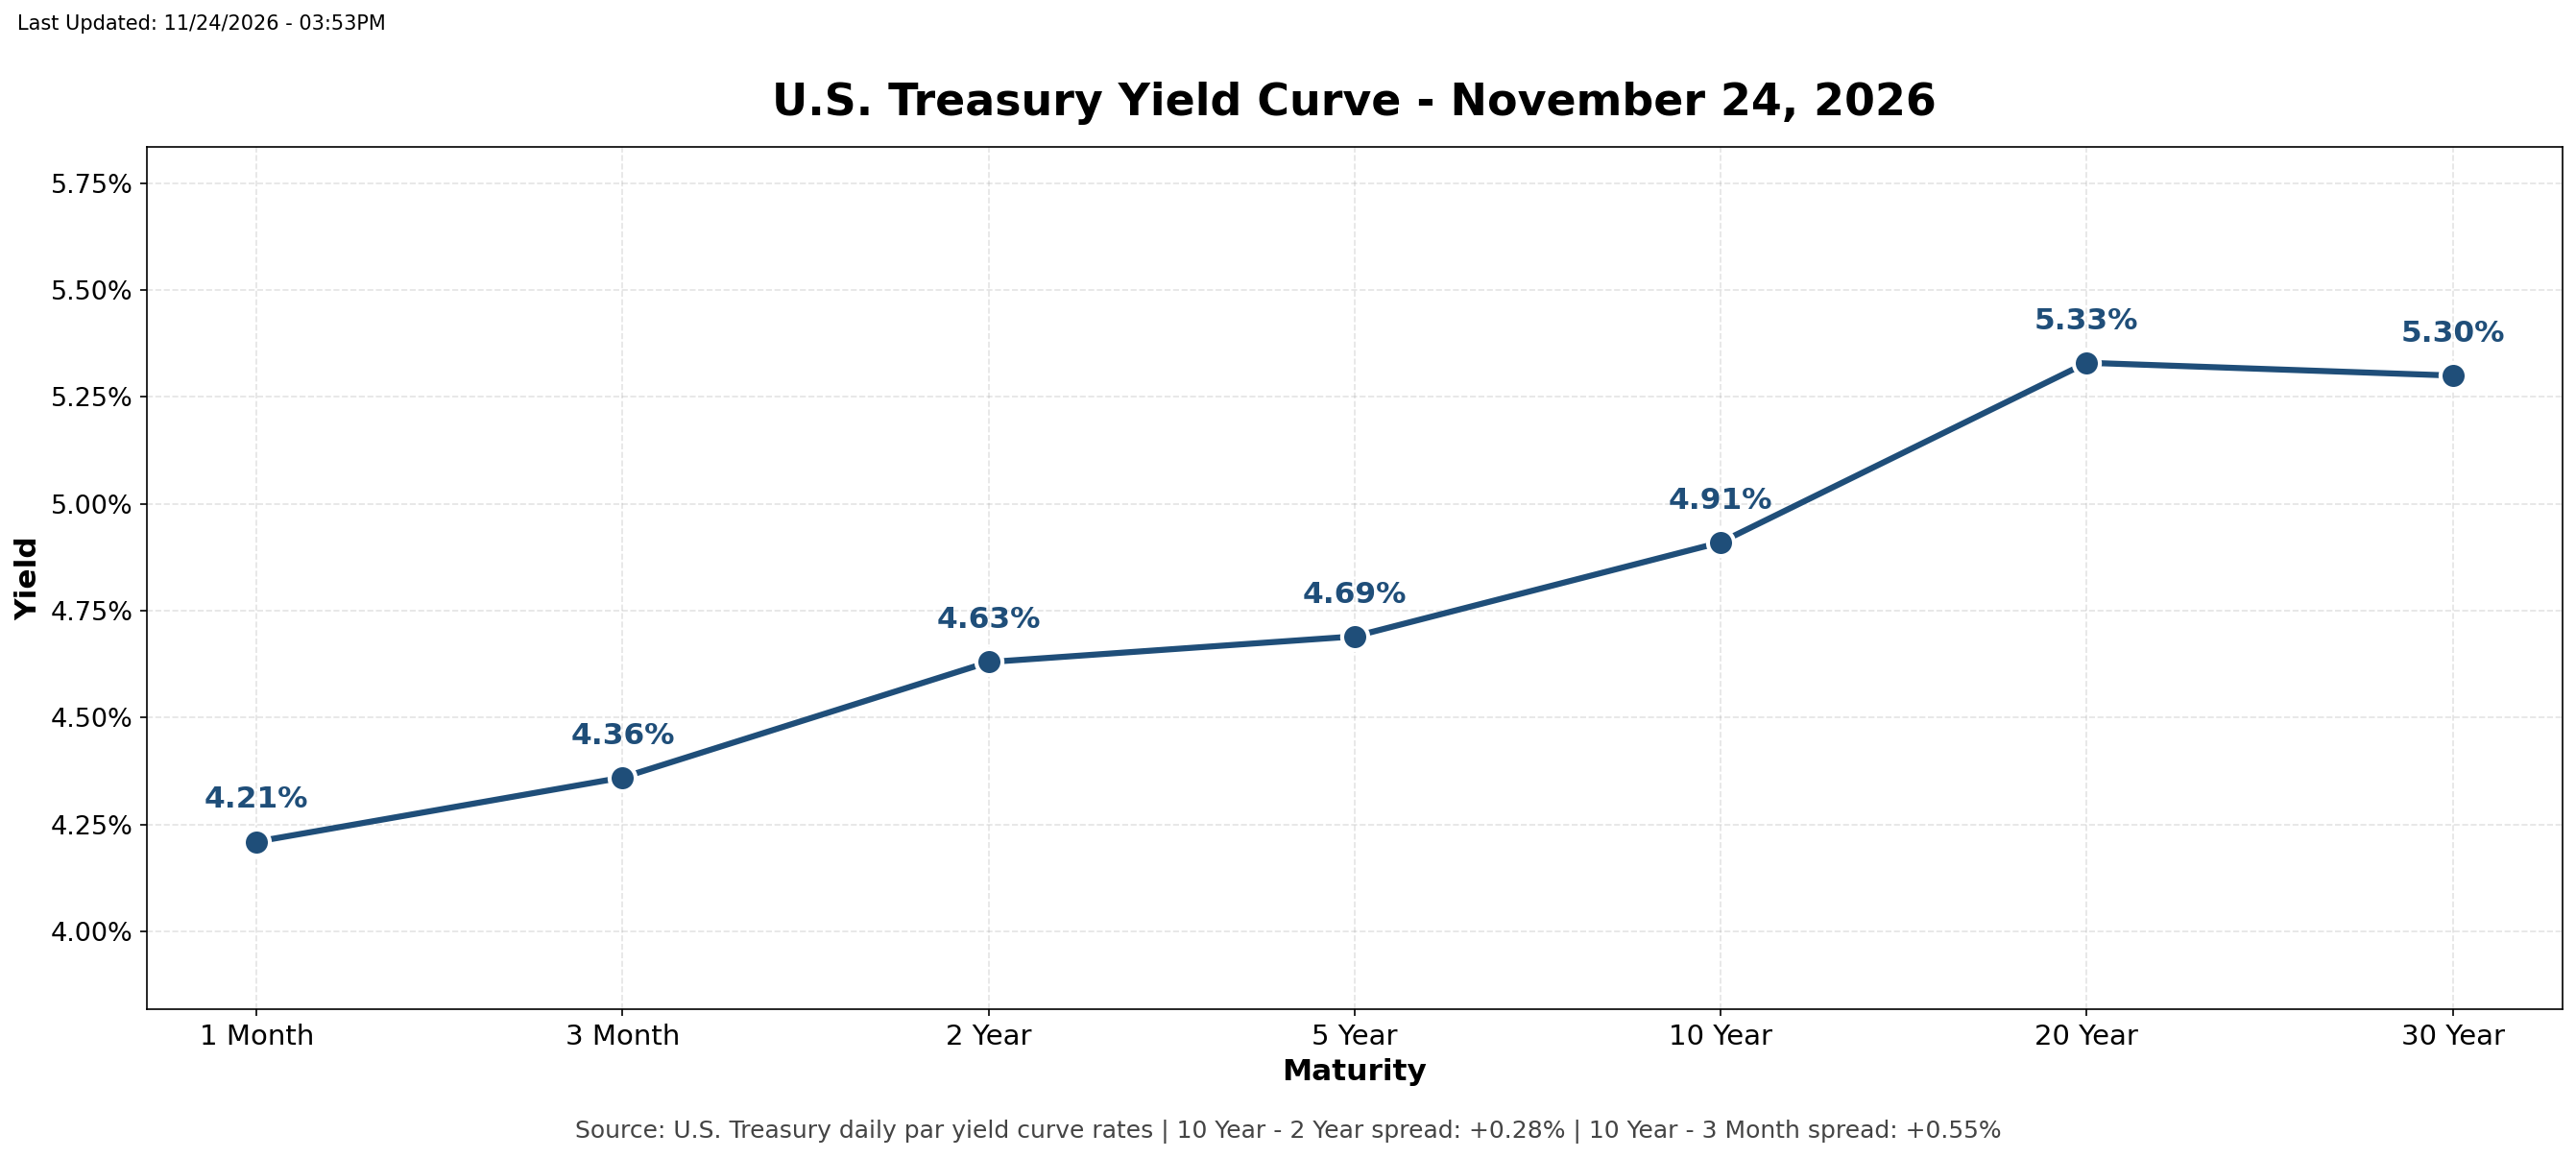 Last Updated: 11/24/2026 - 03:53PM
U.S. Treasury Yield Curve - November 24, 2026
5.75%
5.50%
5.25%
5.00%
4.75%
4.50%
4.25%
4.00%
Yield
4.21%
4.36%
4.63%
4.69%
4.91%
5.33%
5.30%
1 Month
3 Month
2 Year
5 Year
10 Year
20 Year
30 Year
Maturity
Source: U.S. Treasury daily par yield curve rates | 10 Year - 2 Year spread: +0.28% | 10 Year - 3 Month spread: +0.55%